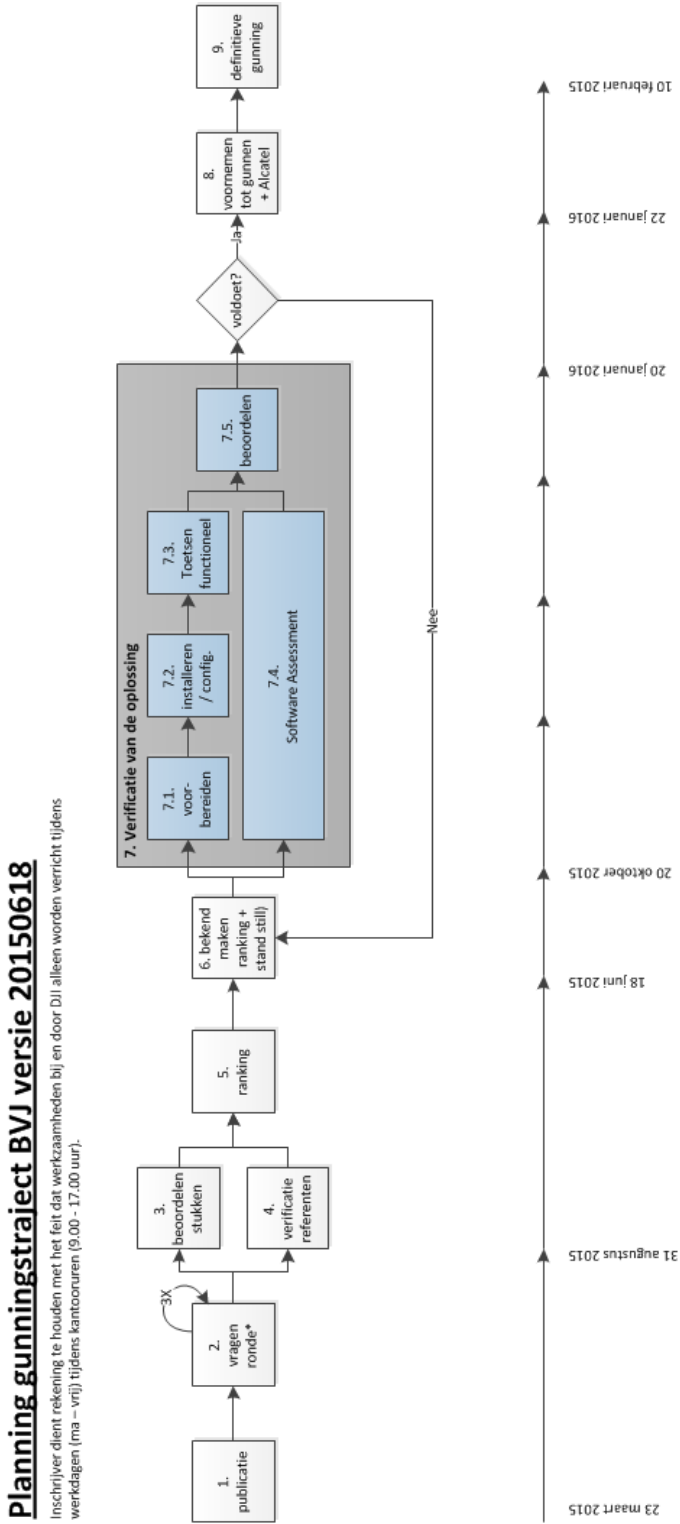 Planning gunningstraject BVJ versie 20150618
Inschrijver dient rekening te houden met het feit dat werkzaamheden bij en door DJI alleen worden verricht tijdens
werkdagen (ma – vrij) tijdens kantooruren (9.00 - 17.00 uur).
1.
publicatie
2.
vragen
ronde*
3X
3.
beoordelen
stukken
4.
verificatie
referenten
5.
ranking
6. bekend
maken
ranking +
stand still)
7. Verificatie van de oplossing
7.1.
voor-
bereiden
7.2.
installeren
/ config.
7.3.
Toetsen
functioneel
7.4.
Software Assessment
7.5.
beoordelen
voldoet?
Ja
Nee
8.
voornemen
tot gunnen
+ Alcatel
9.
definitieve
gunning
23 maart 2015
31 augustus 2015
18 juni 2015
20 oktober 2015
20 januari 2016
22 januari 2016
10 februari 2015